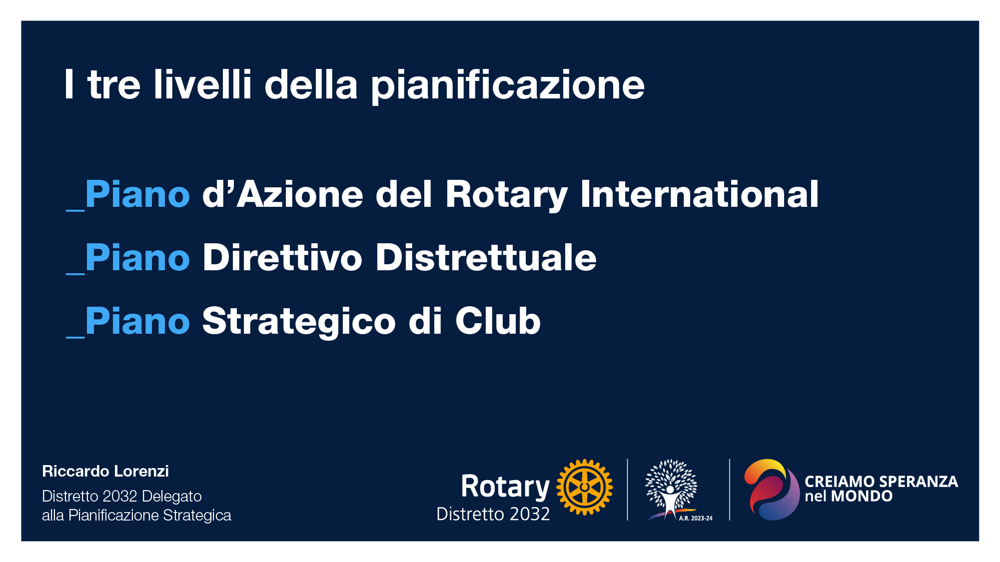 I tre livelli della pianificazione
_Piano d’Azione del Rotary International
_Piano Direttivo Distrettuale
_Piano Strategico di Club
Riccardo Lorenzi
Distretto 2032 Delegato
alla Pianificazione Strategica
Rotary
Distretto 2032
A.R. 2023-24
CREIAMO SPERANZA
nel MONDO